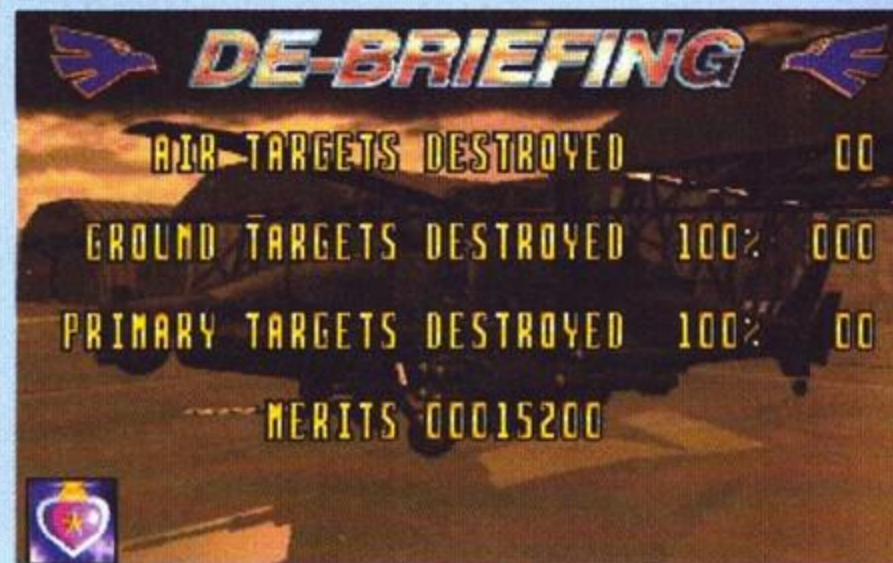 DE-BRIEFING
AIR TARGETS DESTROYED 00
GROUND TARGETS DESTROYED 100% 000
PRIMARY TARGETS DESTROYED 100% 00
MERITS 00015200